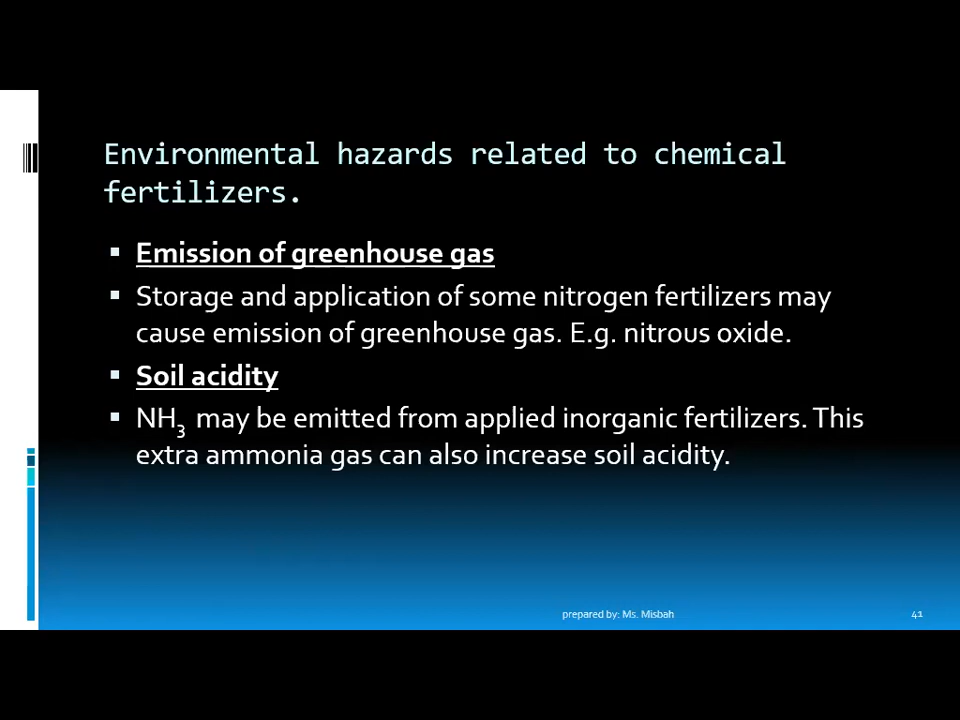 Environmental hazards related to chemical
fertilizers.
▪ Emission of greenhouse gas
▪ Storage and application of some nitrogen fertilizers may
cause emission of greenhouse gas. E.g. nitrous oxide.
▪ Soil acidity
▪ NH₃ may be emitted from applied inorganic fertilizers. This
extra ammonia gas can also increase soil acidity.
prepared by: Ms. Misbah
41